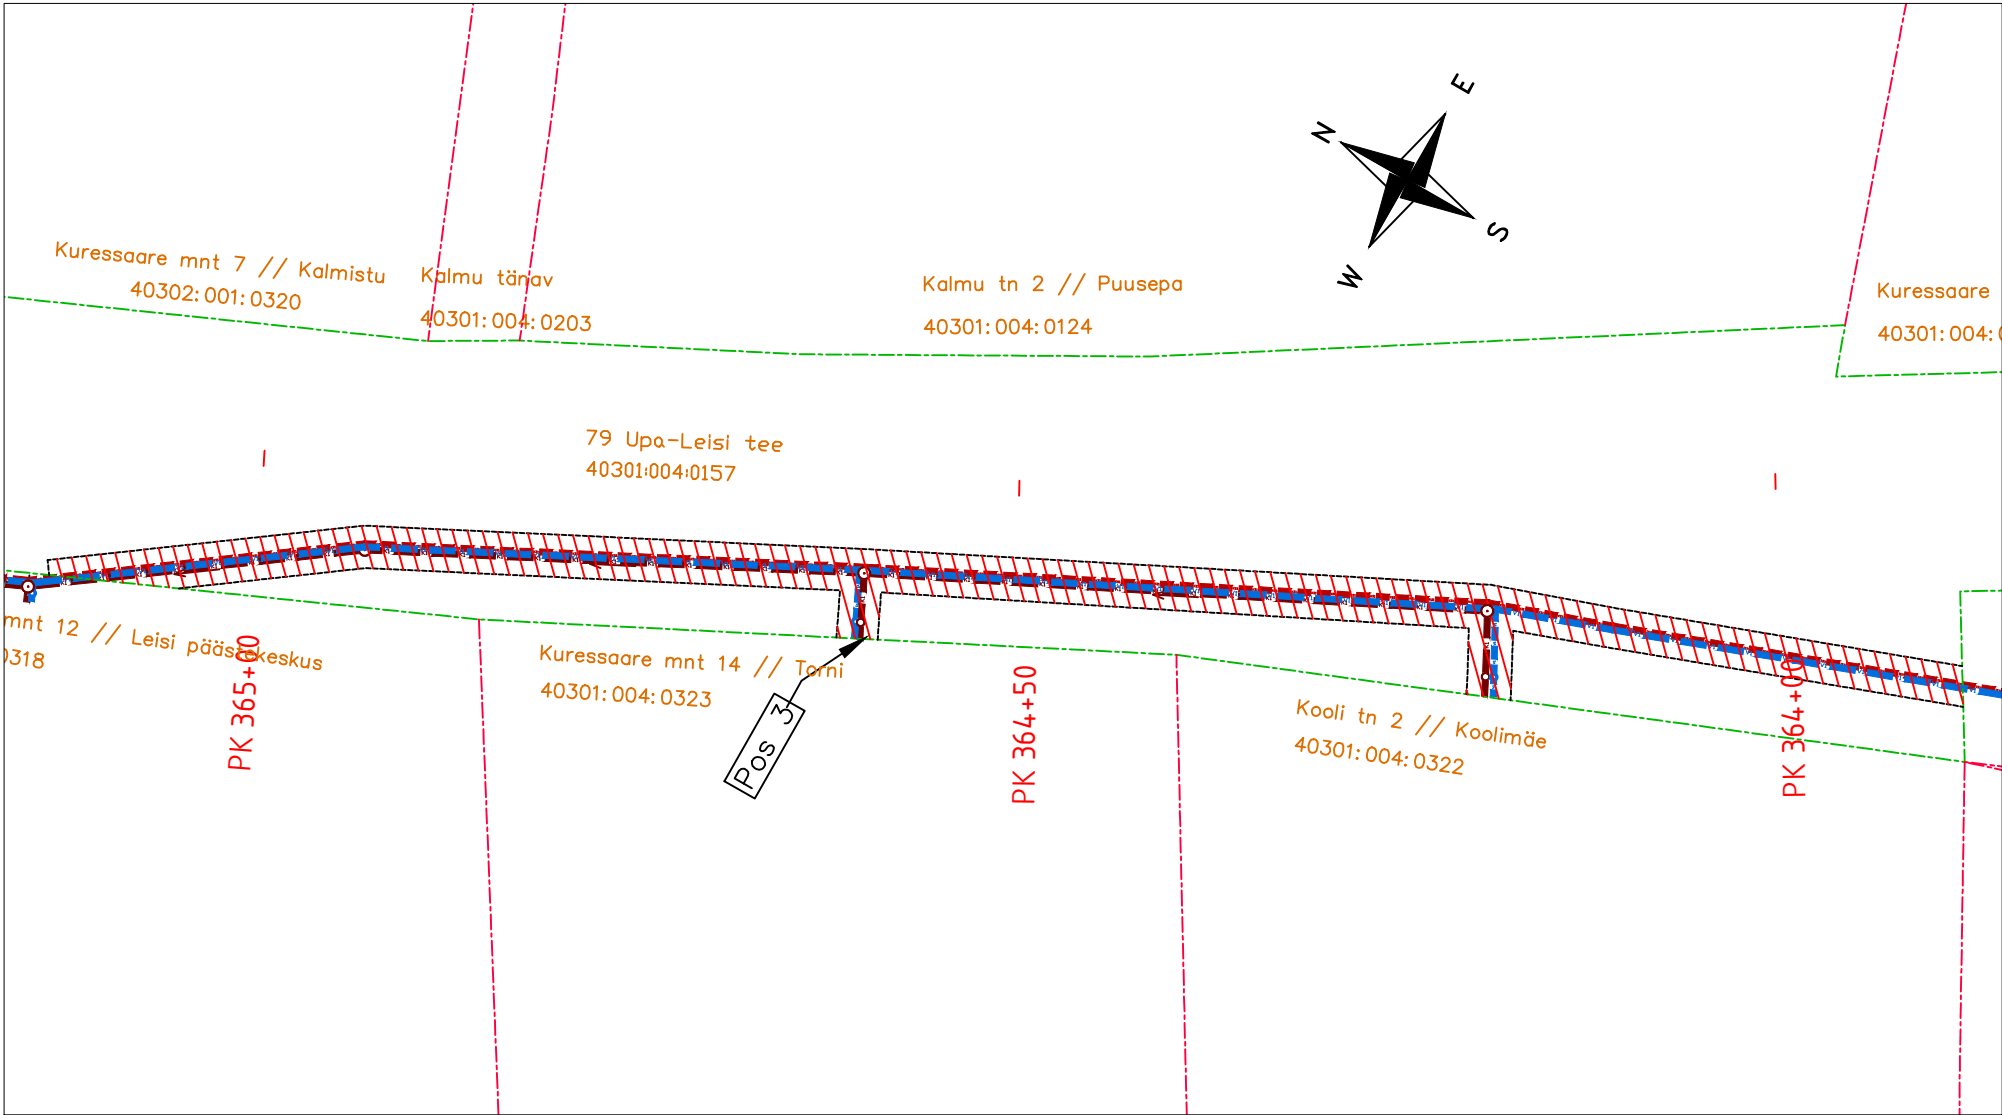 E
N
S
W
Kuressaare mnt 7 // Kalmistu
40302:001:0320
Kalmu tänav
40301:004:0203
Kalmu tn 2 // Puusepa
40301:004:0124
Kuressaare
40301:004:0
79 Upa-Leisi tee
40301:004:0157
mnt 12 // Leisi päästekeskus
0318
PK 365+00
Kuressaare mnt 14 // Torni
40301:004:0323
Pos 3
PK 364+50
Kooli tn 2 // Koolimäe
40301:004:0322
PK 364+00